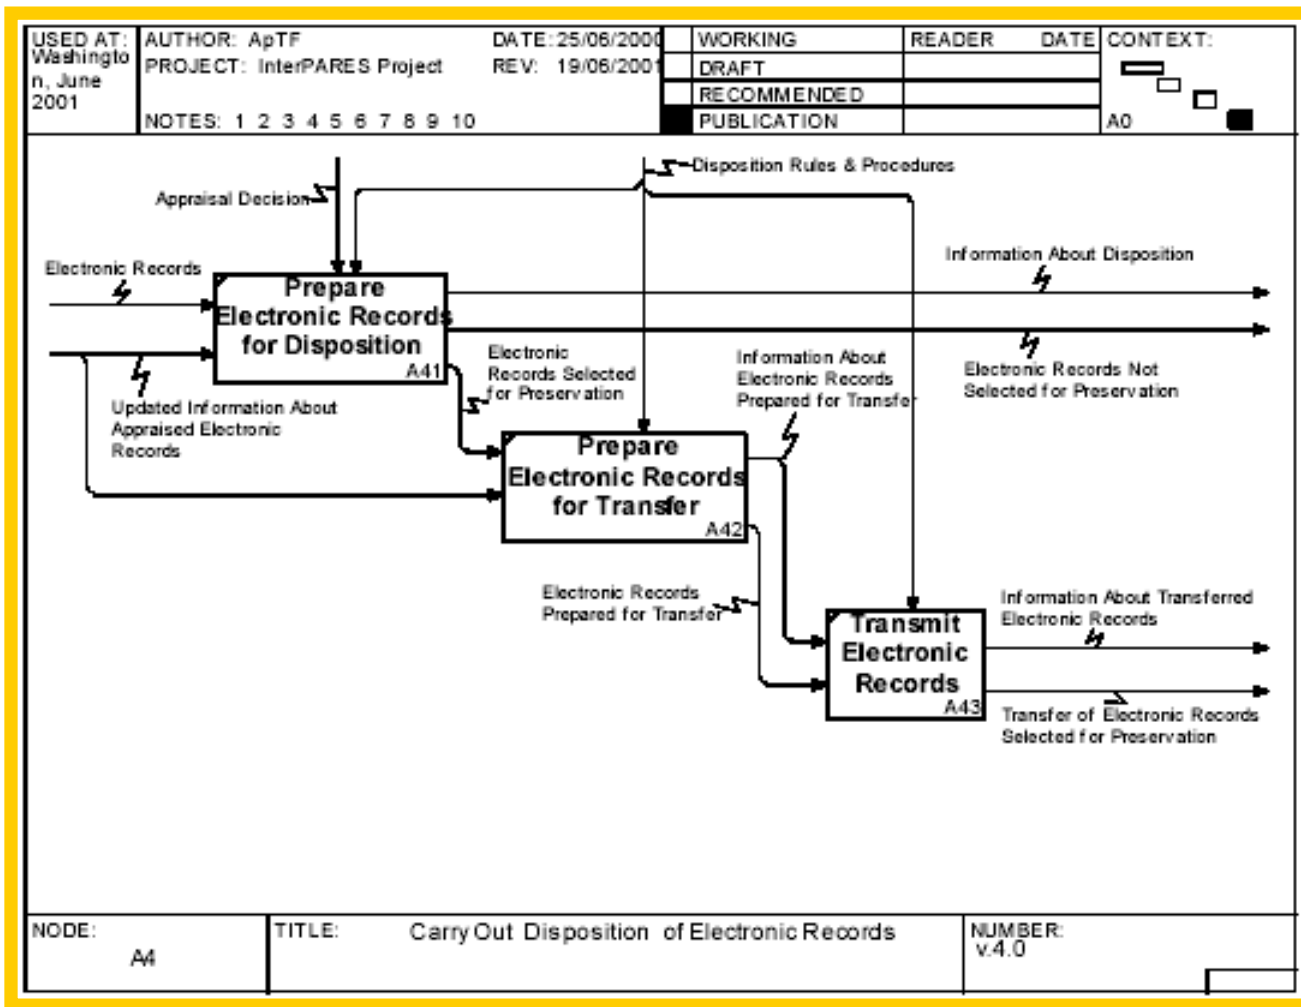 USED AT:
Washingto
n, June
2001
AUTHOR: ApTF
PROJECT: InterPARES Project
NOTES: 1 2 3 4 5 6 7 8 9 10
DATE: 25/06/2000
REV: 19/06/2001
WORKING
DRAFT
RECOMMENDED
PUBLICATION
READER DATE
CONTEXT:
A0
Disposition Rules & Procedures
Appraisal Decision
Electronic Records
Information About Disposition
Prepare
Electronic Records
for Disposition
A41
Updated Information About
Appraised Electronic
Records
Electronic
Records Selected
for Preservation
Information About
Electronic Records
Prepared for Transfer
Electronic Records Not
Selected for Preservation
Prepare
Electronic Records
for Transfer
A42
Electronic Records
Prepared for Transfer
Information About Transferred
Electronic Records
Transmit
Electronic
Records
A43
Transfer of Electronic Records
Selected for Preservation
NODE:
A4
TITLE: Carry Out Disposition of Electronic Records
NUMBER:
v.4.0